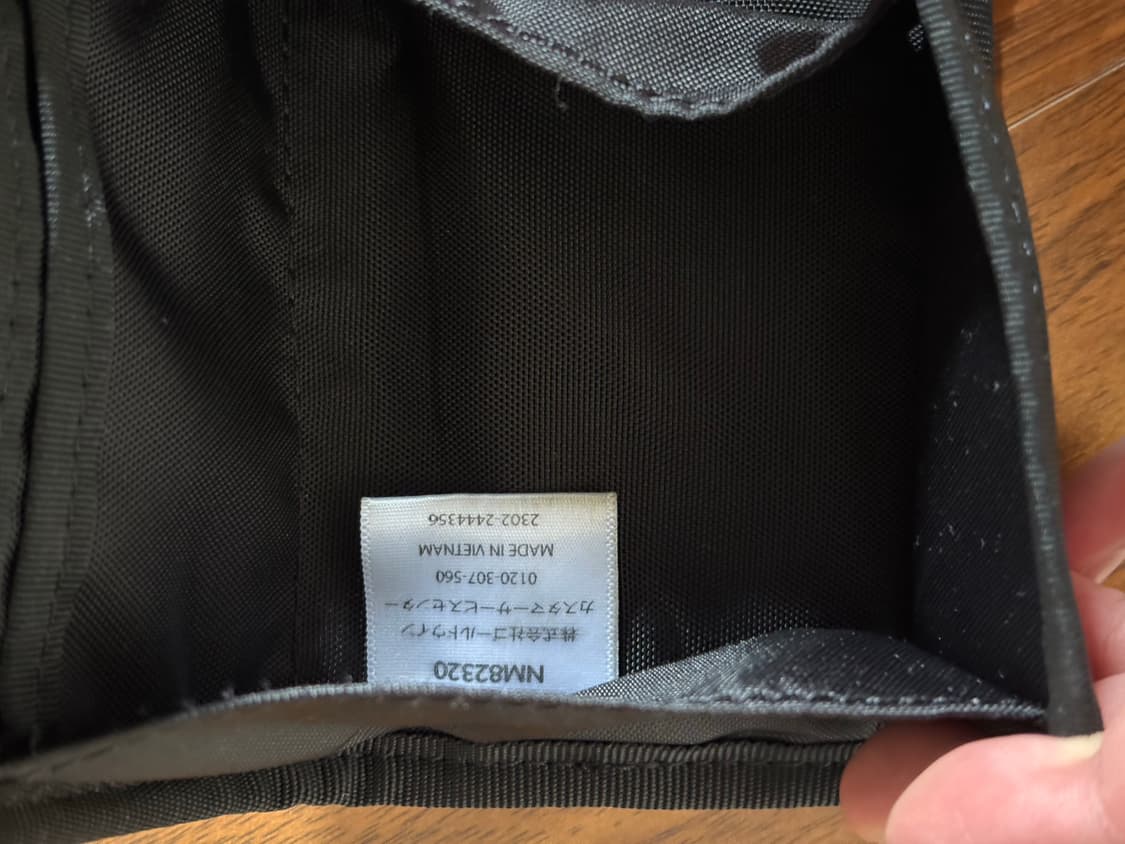 NM82320
株式会社ゴールドウイン
カスタマーサービスセンター
0120-307-560
MADE IN VIETNAM
2302-2444356